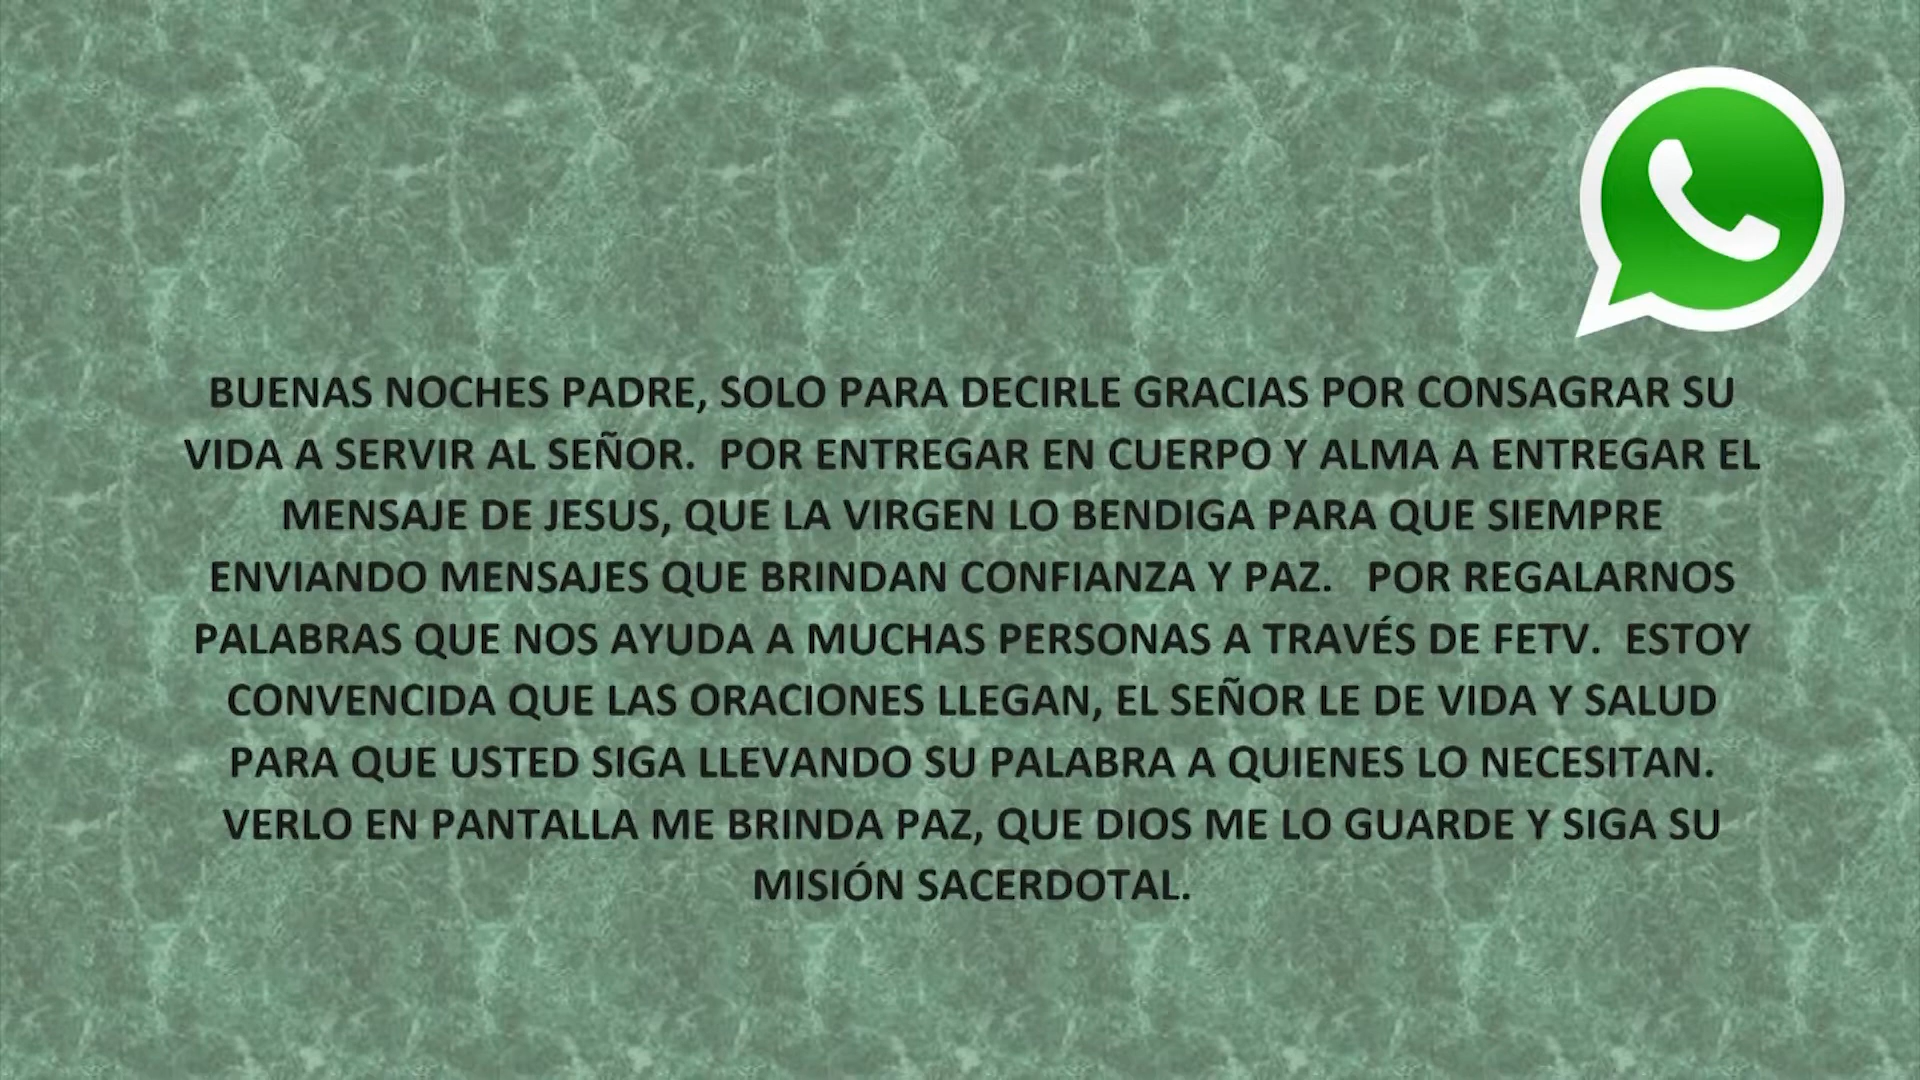 BUENAS NOCHES PADRE, SOLO PARA DECIRLE GRACIAS POR CONSAGRAR SU
VIDA A SERVIR AL SEÑOR.  POR ENTREGAR EN CUERPO Y ALMA A ENTREGAR EL
MENSAJE DE JESUS, QUE LA VIRGEN LO BENDIGA PARA QUE SIEMPRE
ENVIANDO MENSAJES QUE BRINDAN CONFIANZA Y PAZ.   POR REGALARNOS
PALABRAS QUE NOS AYUDA A MUCHAS PERSONAS A TRAVÉS DE FETV.  ESTOY
CONVENCIDA QUE LAS ORACIONES LLEGAN, EL SEÑOR LE DE VIDA Y SALUD
PARA QUE USTED SIGA LLEVANDO SU PALABRA A QUIENES LO NECESITAN.
VERLO EN PANTALLA ME BRINDA PAZ, QUE DIOS ME LO GUARDE Y SIGA SU
MISIÓN SACERDOTAL.